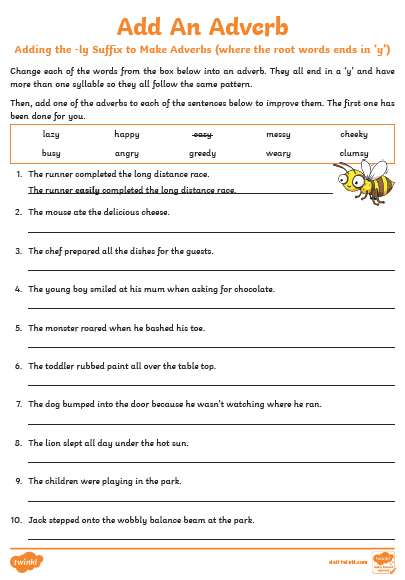 Add An Adverb
Adding the -ly Suffix to Make Adverbs (where the root words ends in ‘y’)
Change each of the words from the box below into an adverb. They all end in a ‘y’ and have
more than one syllable so they all follow the same pattern.
Then, add one of the adverbs to each of the sentences below to improve them. The first one has
been done for you.
lazy happy easy messy cheeky
busy angry greedy weary clumsy
1. The runner completed the long distance race.
The runner easily completed the long distance race.
2. The mouse ate the delicious cheese.
3. The chef prepared all the dishes for the guests.
4. The young boy smiled at his mum when asking for chocolate.
5. The monster roared when he bashed his toe.
6. The toddler rubbed paint all over the table top.
7. The dog bumped into the door because he wasn’t watching where he ran.
8. The lion slept all day under the hot sun.
9. The children were playing in the park.
10. Jack stepped onto the wobbly balance beam at the park.
twinkl visit twinkl.com twinkl